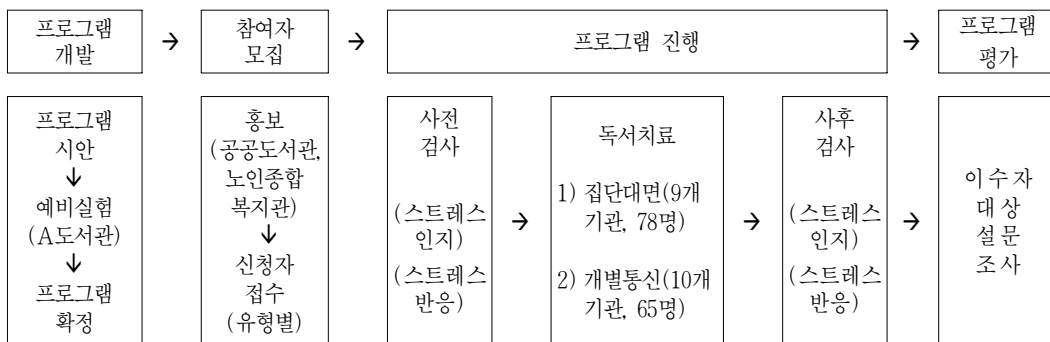 프로그램
개발
→
참여자
모집
→
프로그램 진행
→
프로그램
평가
프로그램
시안
↓
예비실험
(A도서관)
↓
프로그램
확정
홍보
(공공도서관,
노인종합
복지관)
↓
신청자
접수
(유형별)
사전
검사
(스트레스
인지)
(스트레스
반응)
→
독서치료
1) 집단대면(9개
기관, 78명)
2) 개별통신(10개
기관, 65명)
→
사후
검사
(스트레스
인지)
(스트레스
반응)
→
이수자
대상
설문
조사